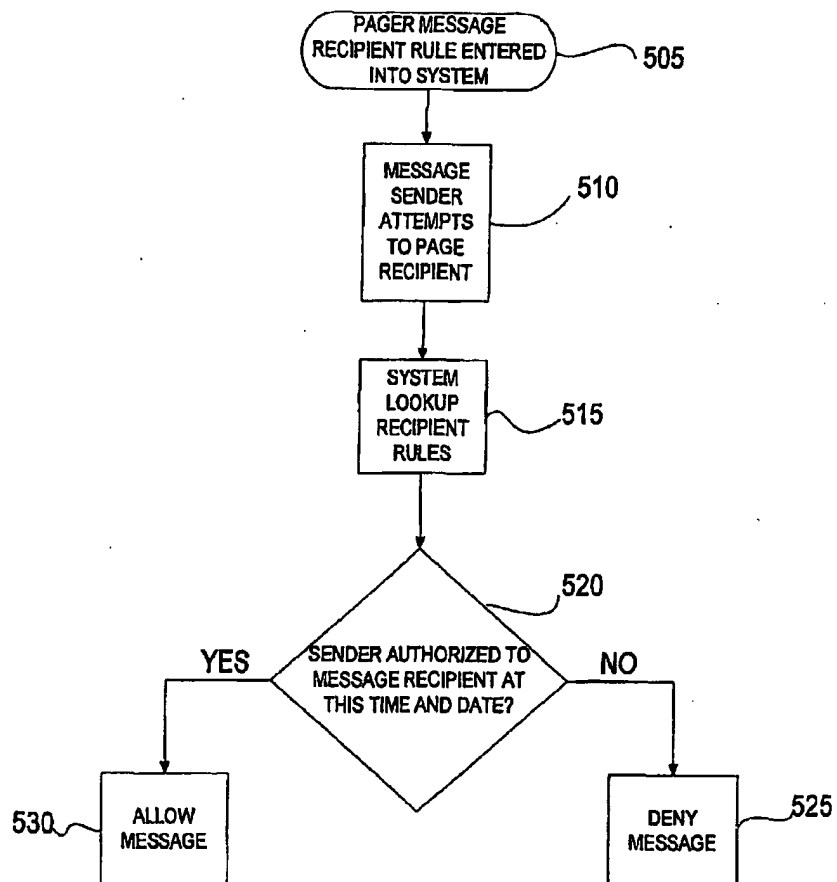 PAGER MESSAGE
RECIPIENT RULE ENTERED
INTO SYSTEM
505
MESSAGE
SENDER
ATTEMPTS
TO PAGE
RECIPIENT
510
SYSTEM
LOOKUP
RECIPIENT
RULES
515
520
YES
SENDER AUTHORIZED TO
MESSAGE RECIPIENT AT
THIS TIME AND DATE?
NO
530
ALLOW
MESSAGE
DENY
MESSAGE
525